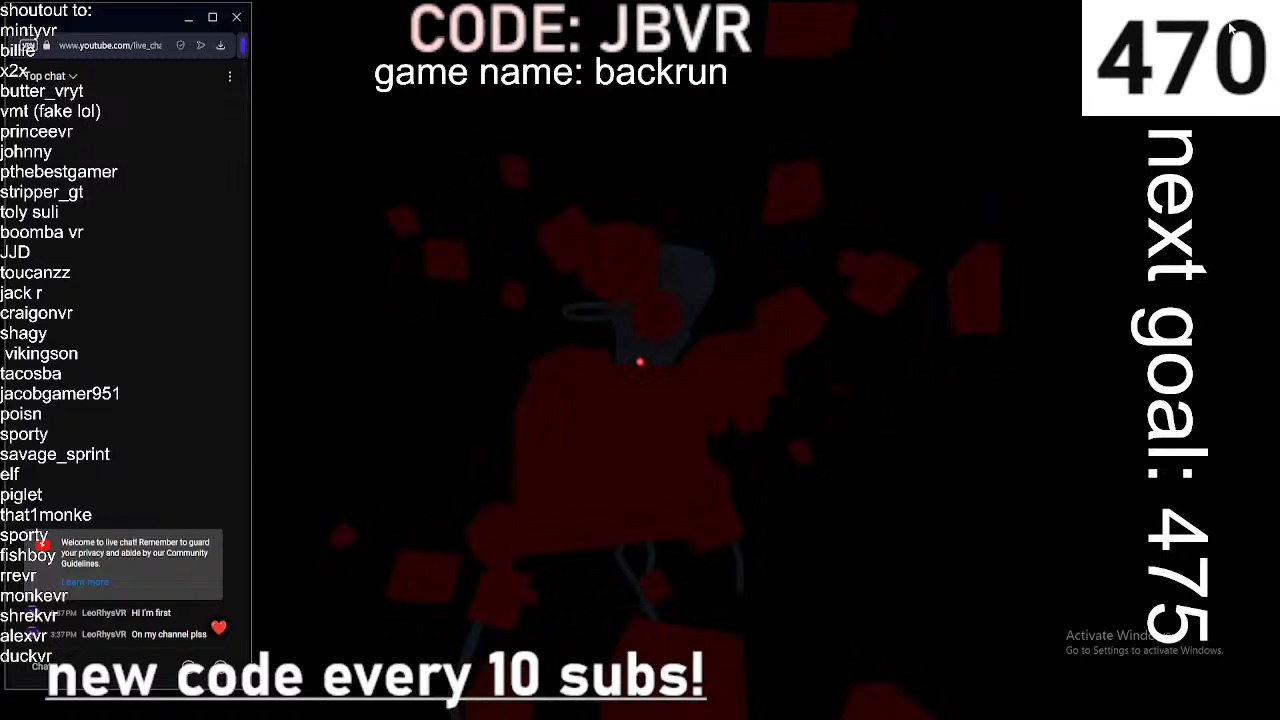 CODE: JBVR
game name: backrun
470
next goal: 475
shoutout to:
mintyvr
www.youtube.com/live_cha
x2x
Top chat
butter_vryt
vmt (fake lol)
princeevr
johnny
pthebestgamer
stripper_gt
toly suli
boomba vr
JJD
toucanzz
jack r
craigonvr
shagy
vikingson
tacosba
jacobgamer951
poisn
sporty
savage_sprint
elf
piglet
that1monke
sporty
fishboy
rrevr
monkevr
shrekvr
alexvr
duckyr
Welcome to live chat! Remember to guard
your privacy and abide by our Community
Guidelines.
Learn more
LeoRhysVR HI I'm first
3:37PM LeoRhysVR On my channel plss
new code every 10 subs!
Activate Windows
Go to Settings to activate Windows.